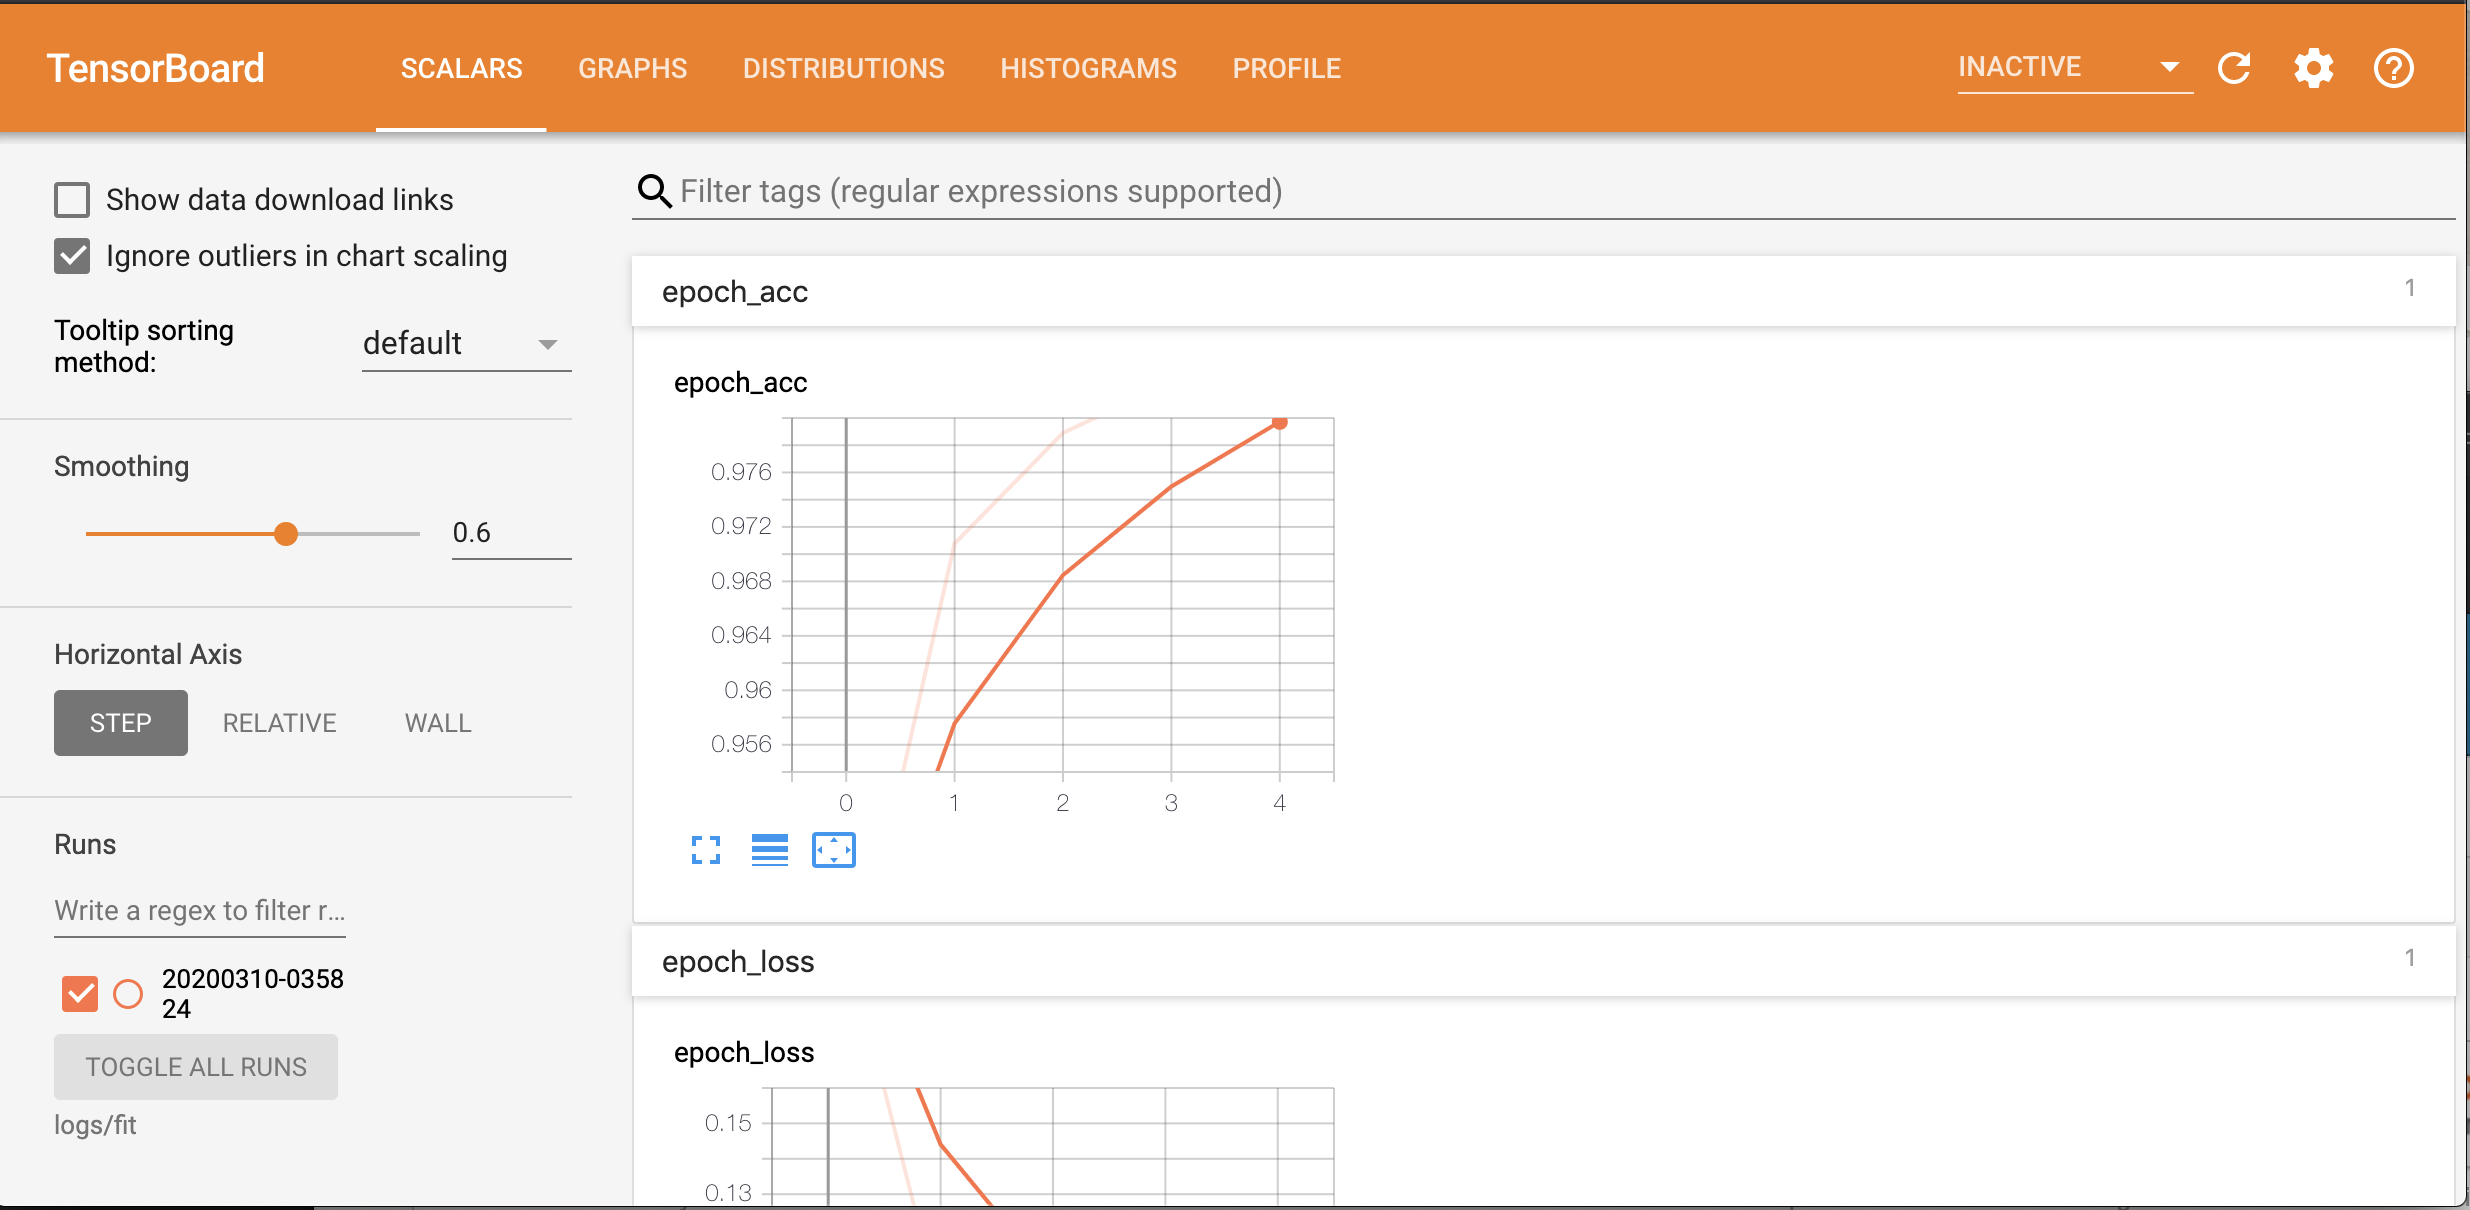 TensorBoard
SCALARS
GRAPHS
DISTRIBUTIONS
HISTOGRAMS
PROFILE
INACTIVE
Show data download links
Ignore outliers in chart scaling
Tooltip sorting
method:
default
Smoothing
0.6
Horizontal Axis
STEP
RELATIVE
WALL
Runs
Write a regex to filter r...
20200310-0358
24
TOGGLE ALL RUNS
logs/fit
Filter tags (regular expressions supported)
epoch_acc
1
epoch_acc
0.976
0.972
0.968
0.964
0.96
0.956
0
1
2
3
4
epoch_loss
1
epoch_loss
0.15
0.13